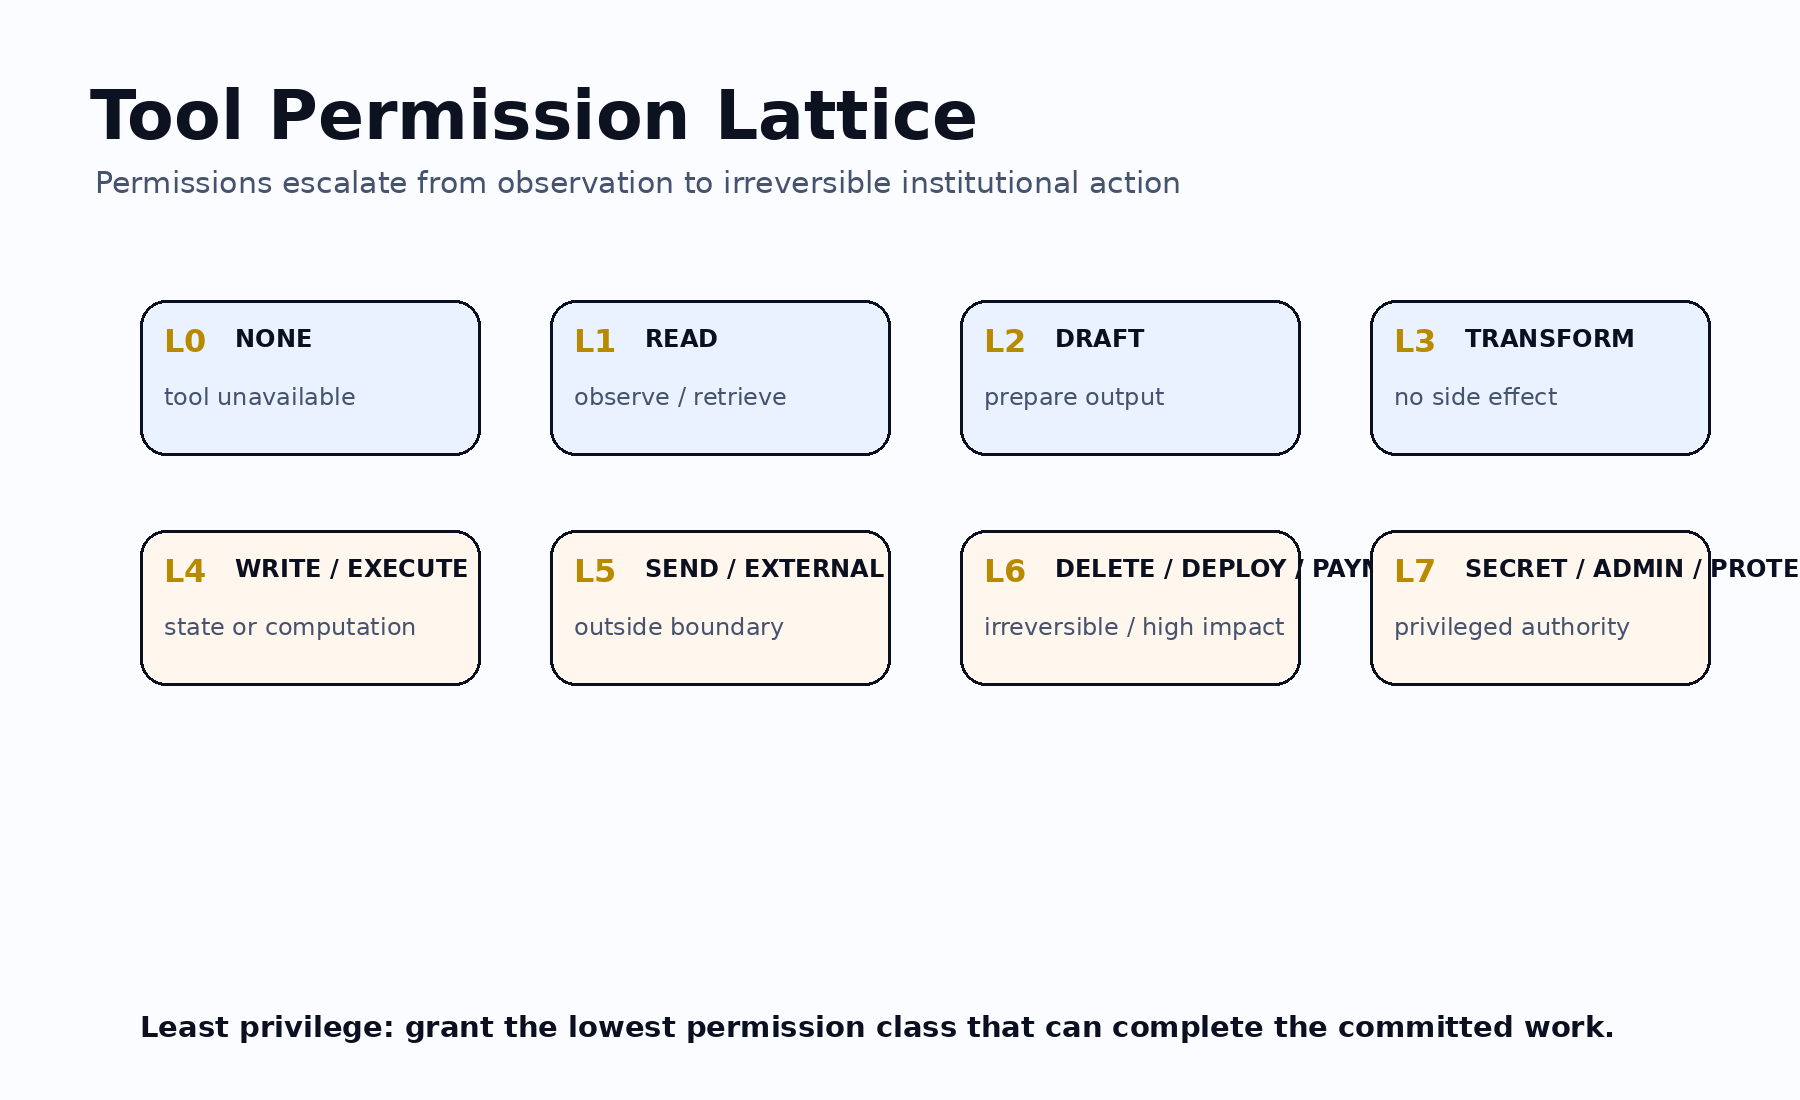 Tool Permission Lattice
Permissions escalate from observation to irreversible institutional action
L0 NONE
tool unavailable
L1 READ
observe / retrieve
L2 DRAFT
prepare output
L3 TRANSFORM
no side effect
L4 WRITE / EXECUTE
state or computation
L5 SEND / EXTERNAL
outside boundary
L6 DELETE / DEPLOY /
irreversible / high impact
L7 SECRET / ADMIN /
privileged authority
Least privilege: grant the lowest permission class that can complete the committed work.